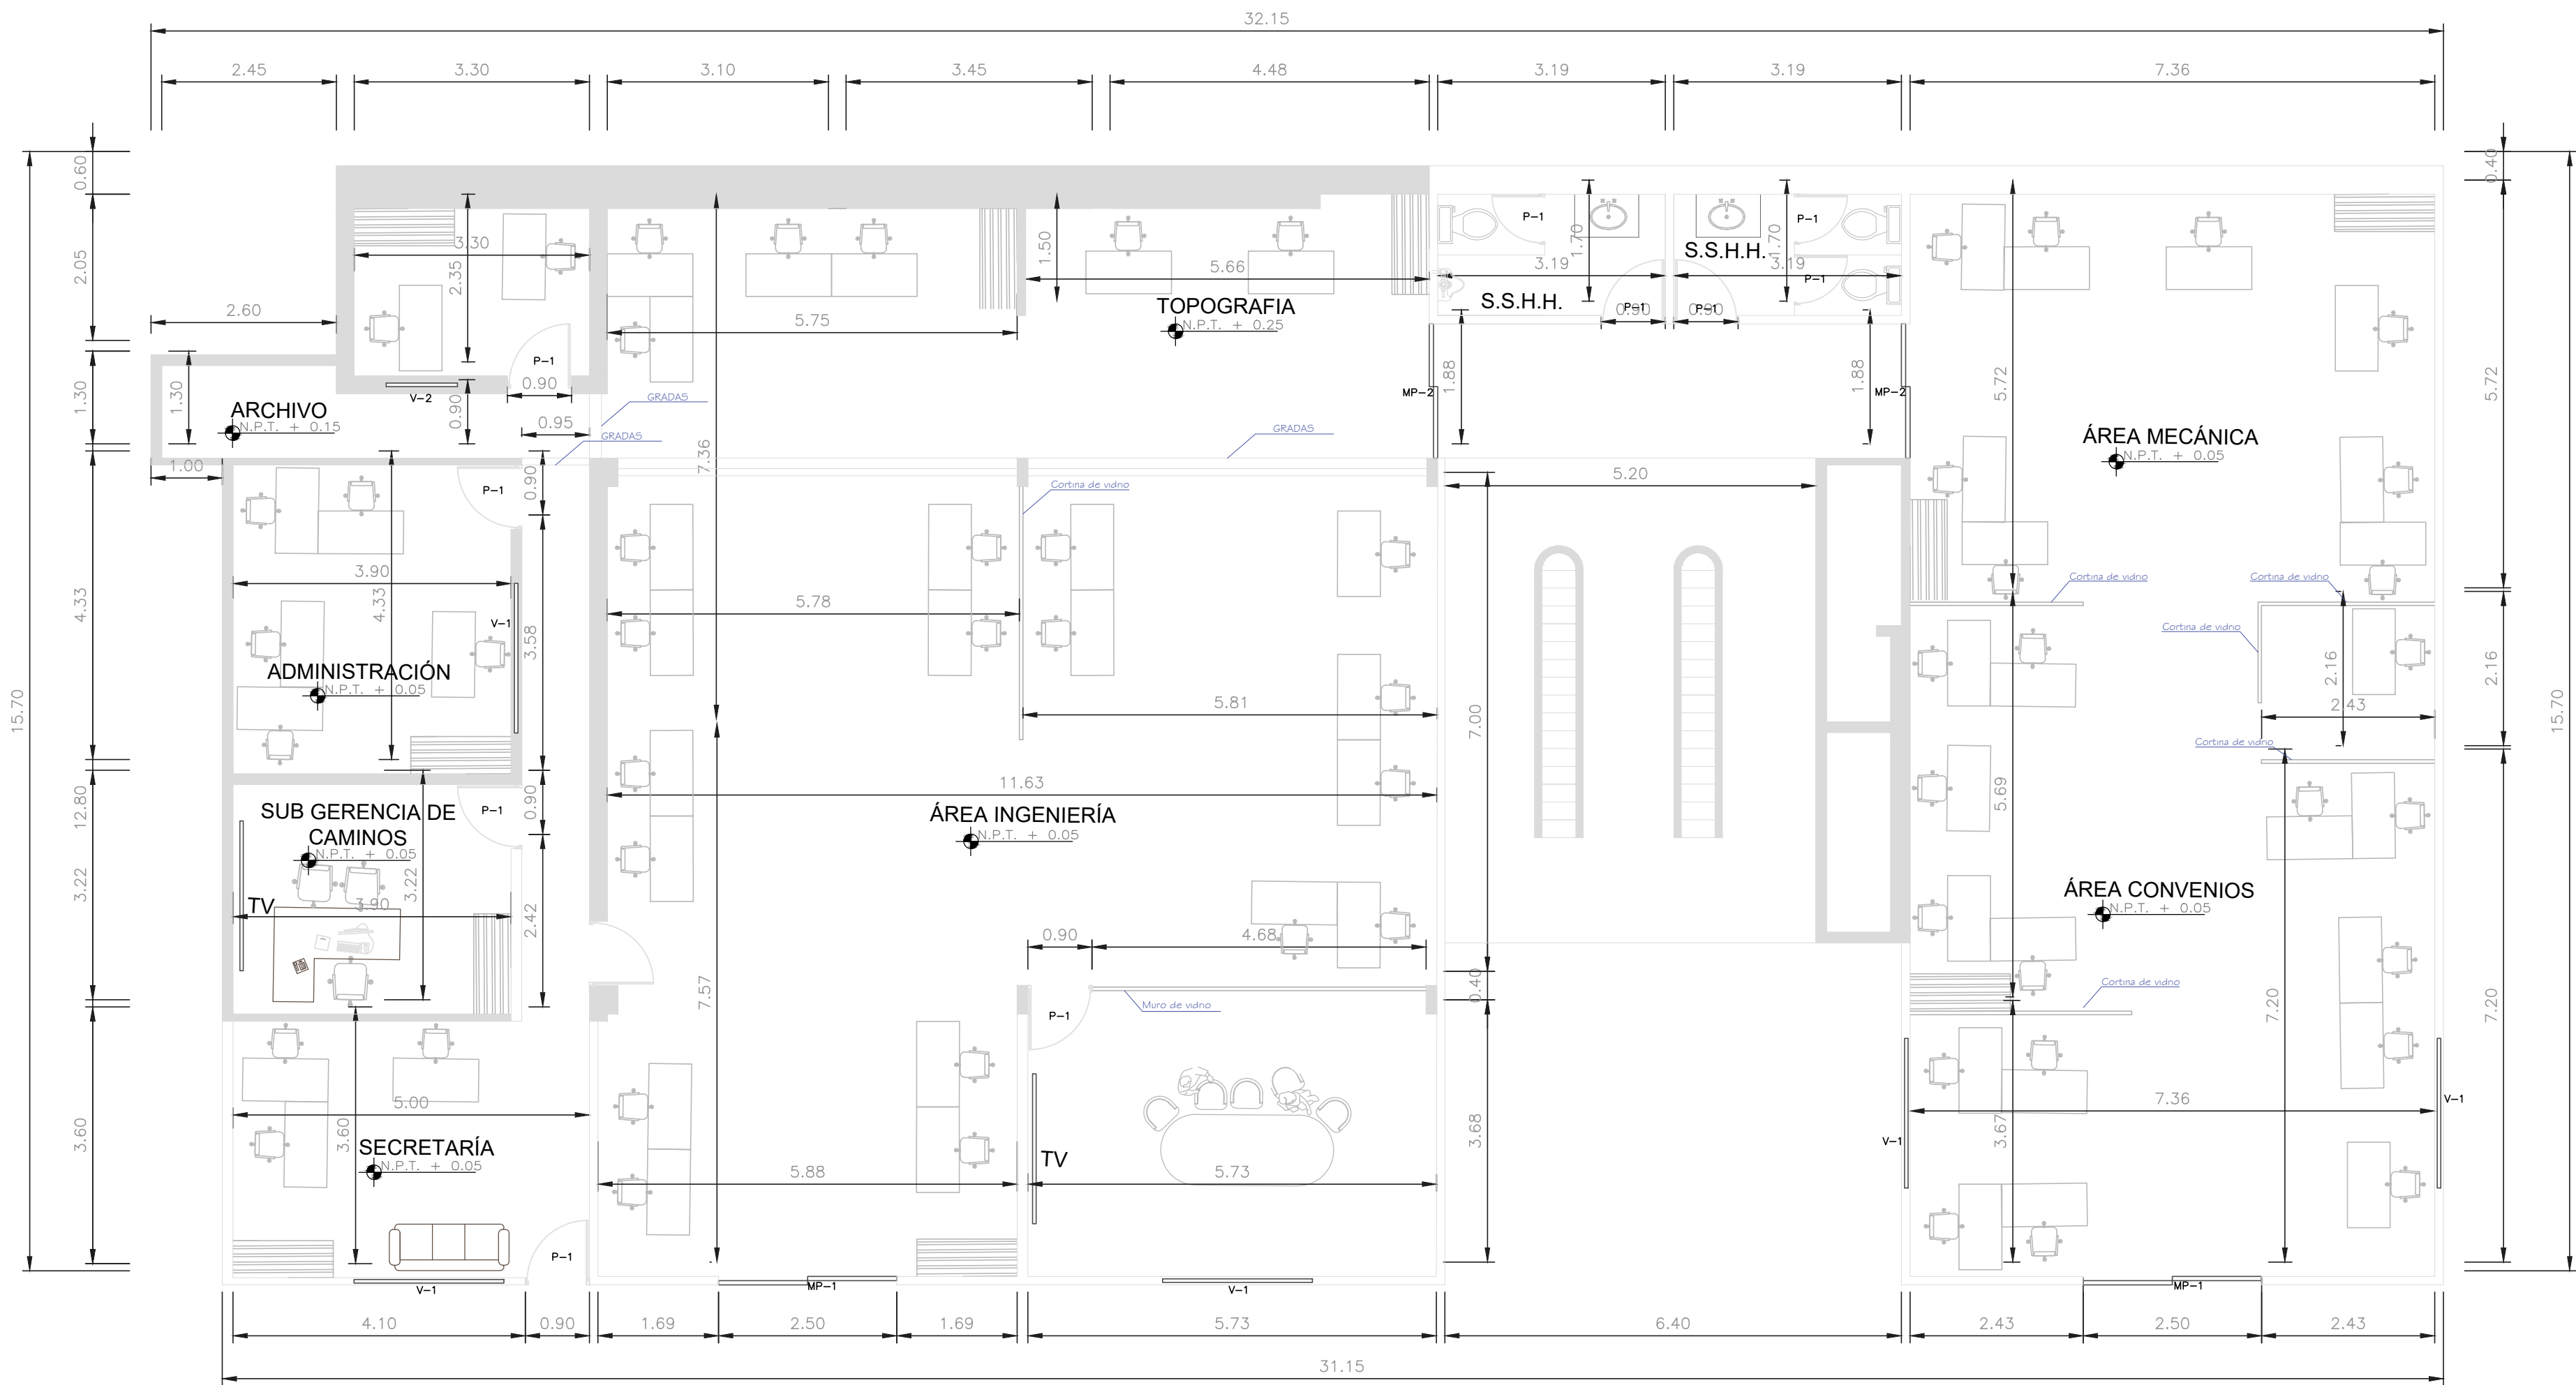 32.15
2.45 3.30 3.10 3.45 4.48 3.19 3.19 7.36
0.60
0.40
2.05
3.30
2.35
1.50
5.66
5.75
TOPOGRAFIA
N.P.T. + 0.25
P-1
1.70
3.19
S.S.H.H.
0.90
P-1
S.S.H.H.
1.70
3.19
P-1
P-1
0.90
P-1
2.60
P-1
0.90
V-2
0.90
0.95
1.30
1.30
ARCHIVO
N.P.T. + 0.15
1.00
GRADAS
GRADAS
GRADAS
1.88
1.88
MP-2
MP-2
5.72
5.72
ÁREA MECÁNICA
N.P.T. + 0.05
7.36
5.20
Cortina de vidrio
P-1
0.90
3.90
4.33
4.33
V-1
3.58
ADMINISTRACIÓN
N.P.T. + 0.05
5.78
5.81
7.00
Cortina de vidrio
Cortina de vidrio
Cortina de vidrio
2.16
2.16
2.43
Cortina de vidrio
15.70
15.70
11.63
ÁREA INGENIERÍA
N.P.T. + 0.05
12.80
P-1
0.90
SUB GERENCIA DE
CAMINOS
N.P.T. + 0.05
3.22
3.22
TV
3.90
2.42
5.69
ÁREA CONVENIOS
N.P.T. + 0.05
7.20
7.20
Cortina de vidrio
0.90 4.68
0.40
7.57
Muro de vidrio
P-1
3.60
5.00
3.60
SECRETARÍA
N.P.T. + 0.05
P-1
V-1
5.88
TV
5.73
3.68
7.36
3.67
V-1
V-1
MP-1
V-1
MP-1
4.10 0.90 1.69 2.50 1.69 5.73 6.40 2.43 2.50 2.43
31.15